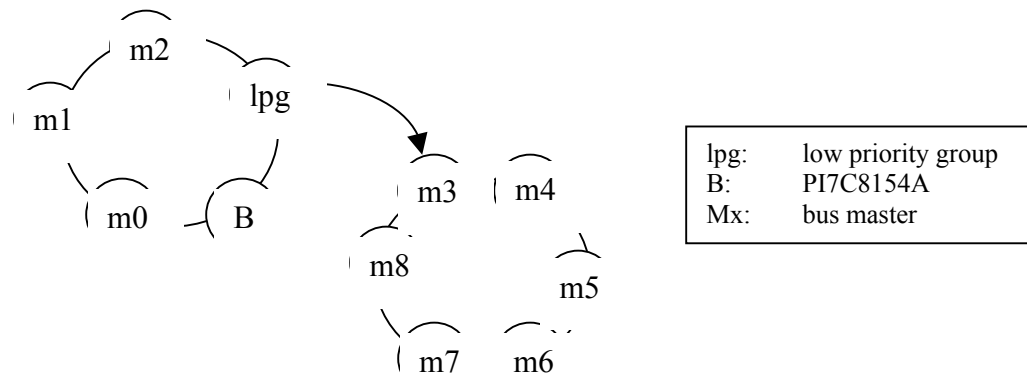 m2
lpg
m1
m0
B
m3
m4
m8
m5
m7
m6
lpg: low priority group
B: PI7C8154A
Mx: bus master